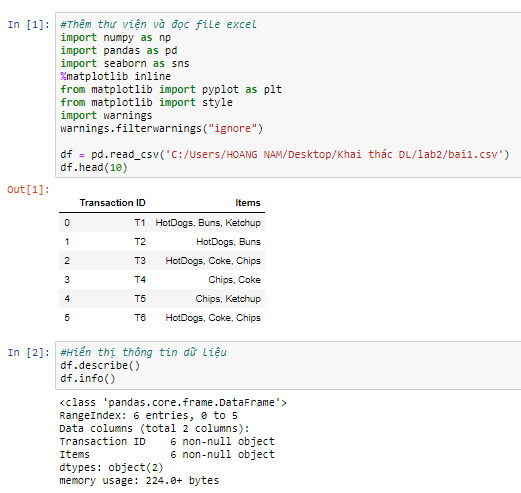 In [1]: #Thêm thư viện và đọc file excel
import numpy as np
import pandas as pd
import seaborn as sns
%matplotlib inline
from matplotlib import pyplot as plt
from matplotlib import style
import warnings
warnings.filterwarnings("ignore")
df = pd.read_csv('C:/Users/HOANG NAM/Desktop/Khai thác DL/lab2/bai1.csv')
df.head(10)
Out[1]:
Transaction ID Items
0 T1 HotDogs, Buns, Ketchup
1 T2 HotDogs, Buns
2 T3 HotDogs, Coke, Chips
3 T4 Chips, Coke
4 T5 Chips, Ketchup
5 T6 HotDogs, Coke, Chips
In [2]: #Hiển thị thông tin dữ liệu
df.describe()
df.info()
<class 'pandas.core.frame.DataFrame'>
RangeIndex: 6 entries, 0 to 5
Data columns (total 2 columns):
Transaction ID    6 non-null object
Items             6 non-null object
dtypes: object(2)
memory usage: 224.0+ bytes